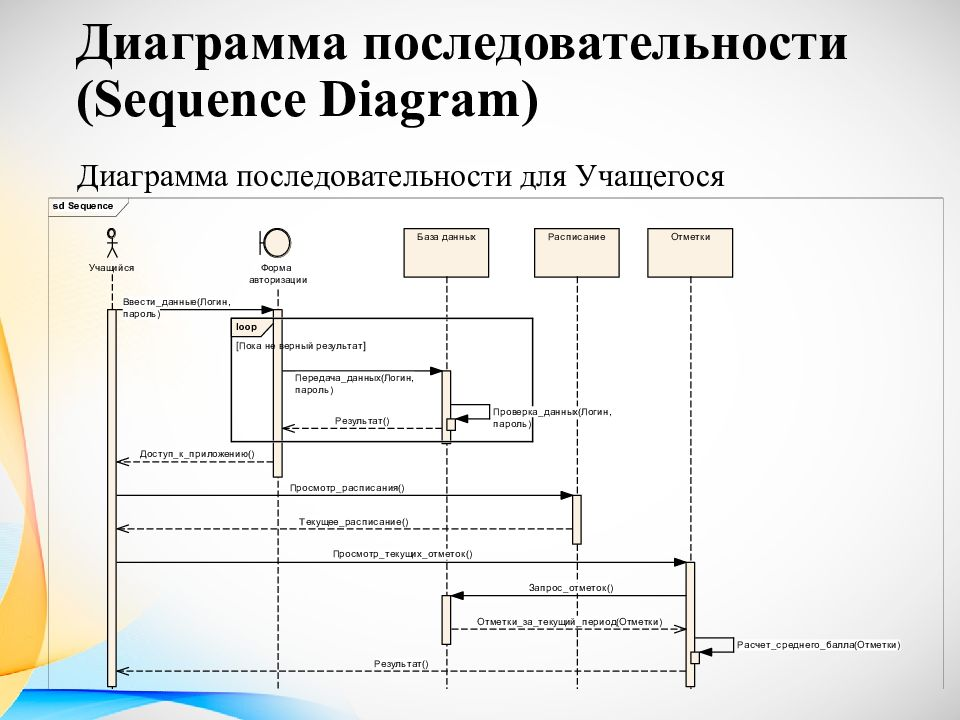 Диаграмма последовательности
(Sequence Diagram)
Диаграмма последовательности для Учащегося
sd Sequence
Учащийся
Форма
авторизации
База данных
Расписание
Отметки
Ввести_данные(Логин,
пароль)
loop
[Пока не верный результат]
Передача_данных(Логин,
пароль)
Проверка_данных(Логин,
пароль)
Результат()
Доступ_к_приложению()
Просмотр_расписания()
Текущее_расписание()
Просмотр_текущих_отметок()
Запрос_отметок()
Отметки_за_текущий_период(Отметки)
Расчет_среднего_балла(Отметки)
Результат()